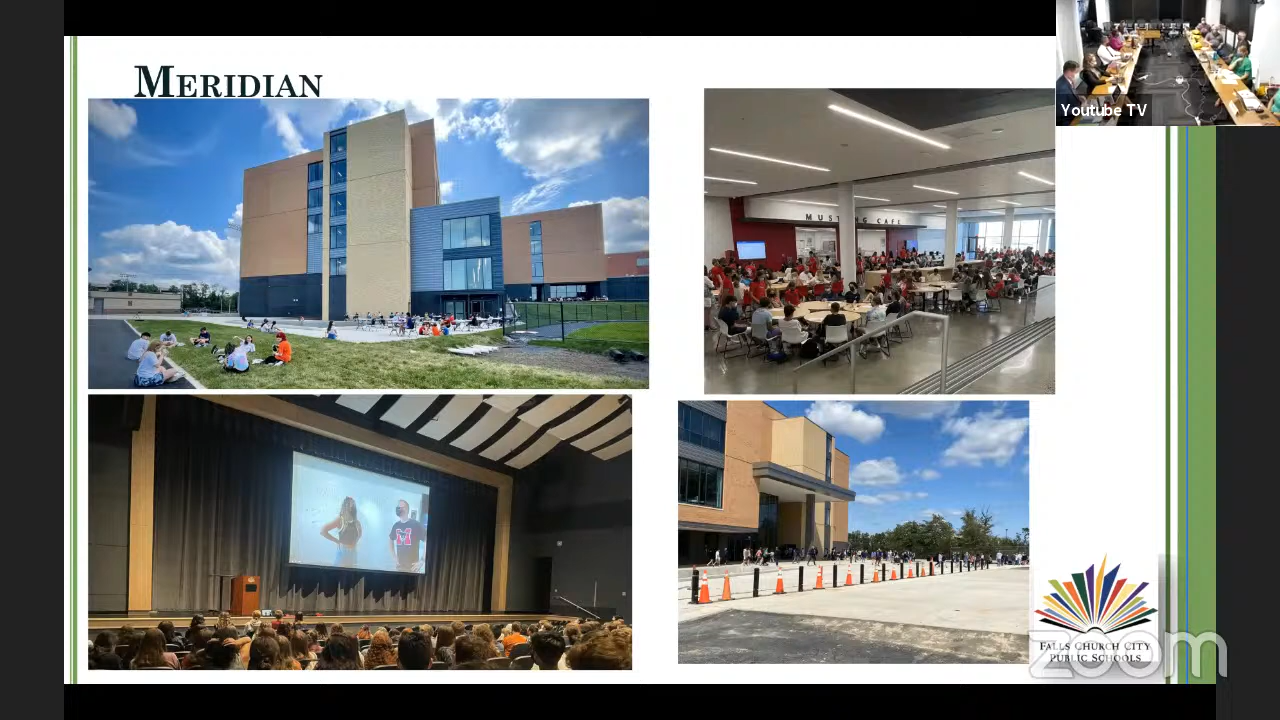 MERIDIAN
Youtube TV
MUSTANG CAFE
M
FALLS CHURCH CITY
PUBLIC SCHOOLS
zoom